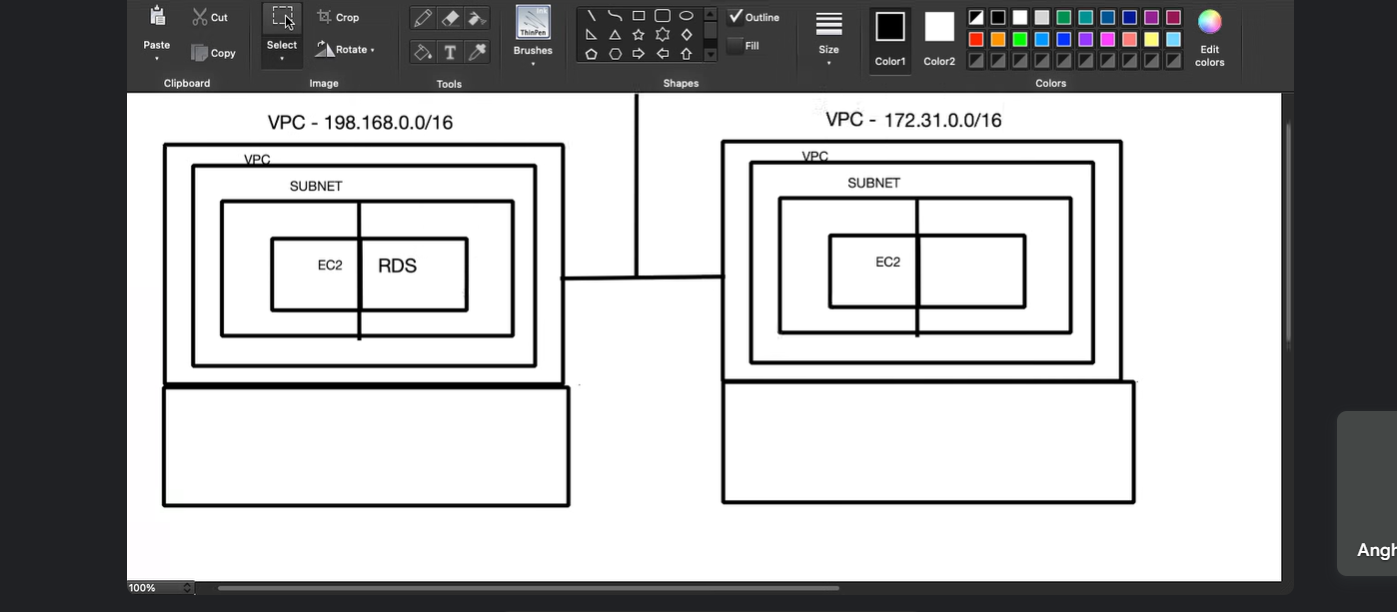 Paste
Cut
Copy
Clipboard
Select
Crop
Rotate
Image
T
Tools
Ink
ThinPen
Brushes
Outline
Fill
Shapes
Size
Color1
Color2
Edit
colors
Colors
VPC - 198.168.0.0/16
VPC
SUBNET
EC2
RDS
VPC - 172.31.0.0/16
VPC
SUBNET
EC2
100%
Angh